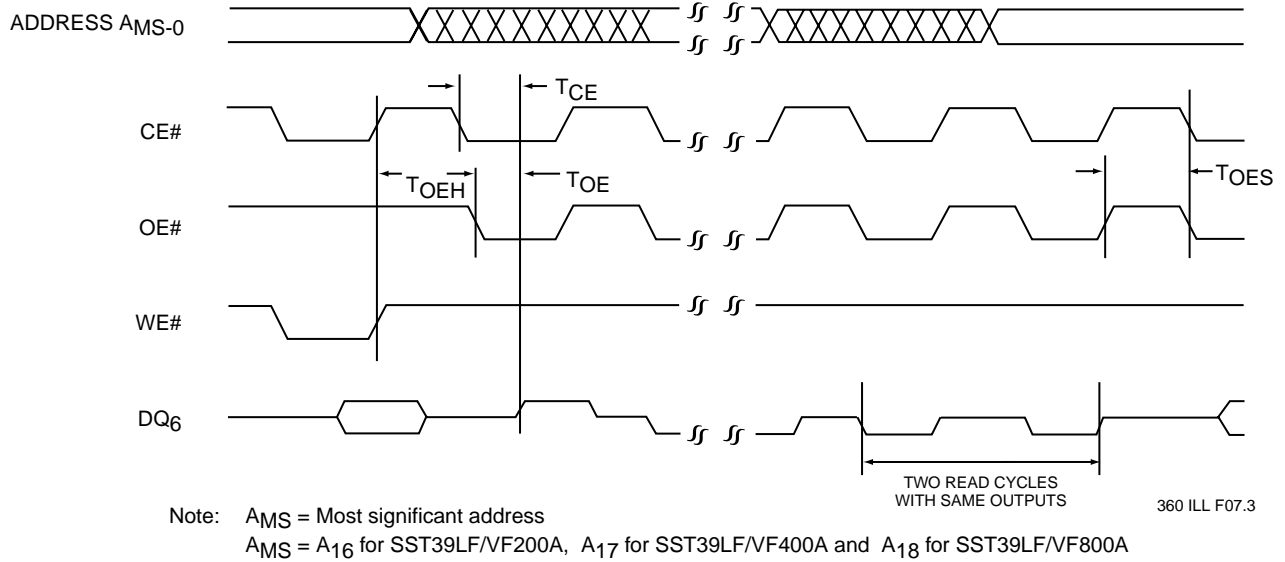 ADDRESS AMS-0
TCE
CE#
TOEH
TOE
TOES
OE#
WE#
DQ6
TWO READ CYCLES
WITH SAME OUTPUTS
360 ILL F07.3
Note: AMS = Most significant address
AMS = A16 for SST39LF/VF200A, A17 for SST39LF/VF400A and A18 for SST39LF/VF800A